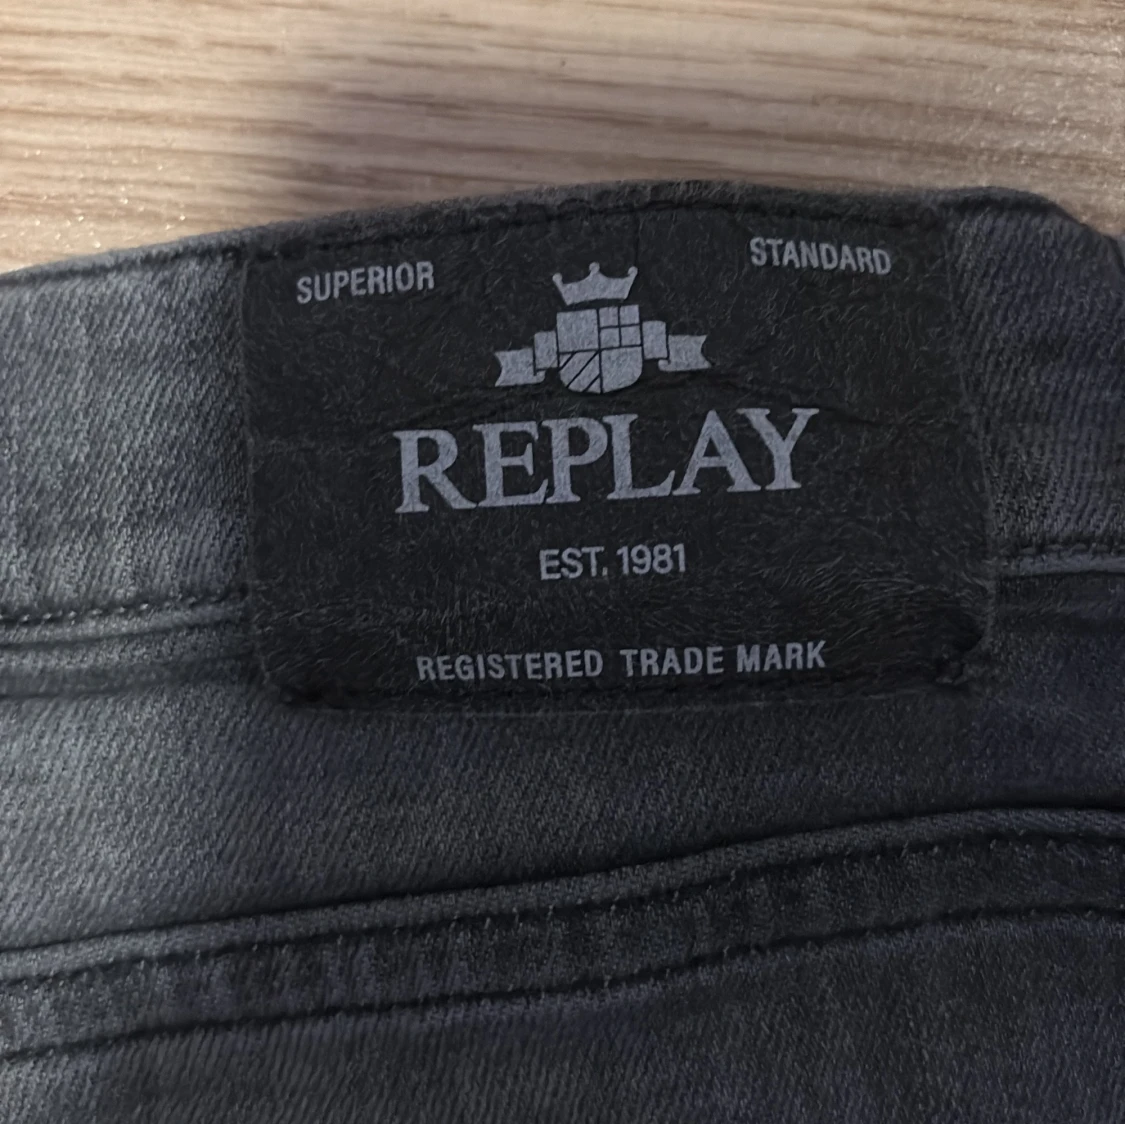 SUPERIOR STANDARD
REPLAY
EST. 1981
REGISTERED TRADE MARK